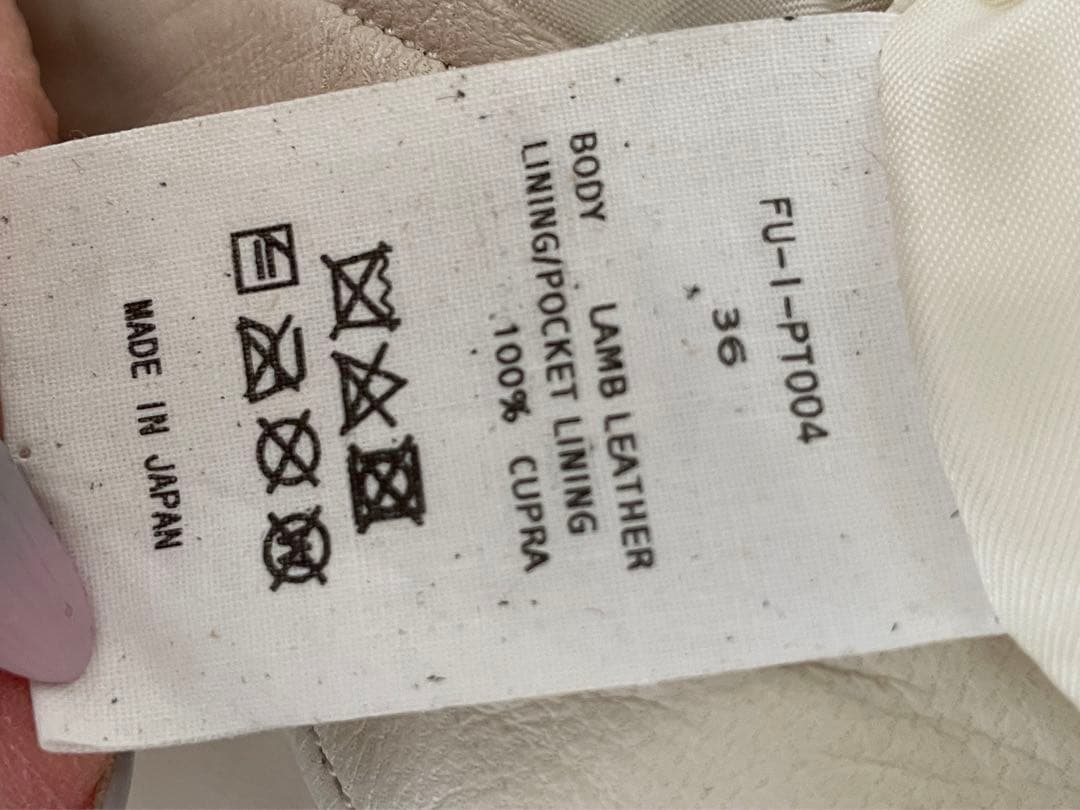 FU-I-PT004
36
BODY LAMB LEATHER
LINING/POCKET LINING
100% CUPRA
MADE IN JAPAN